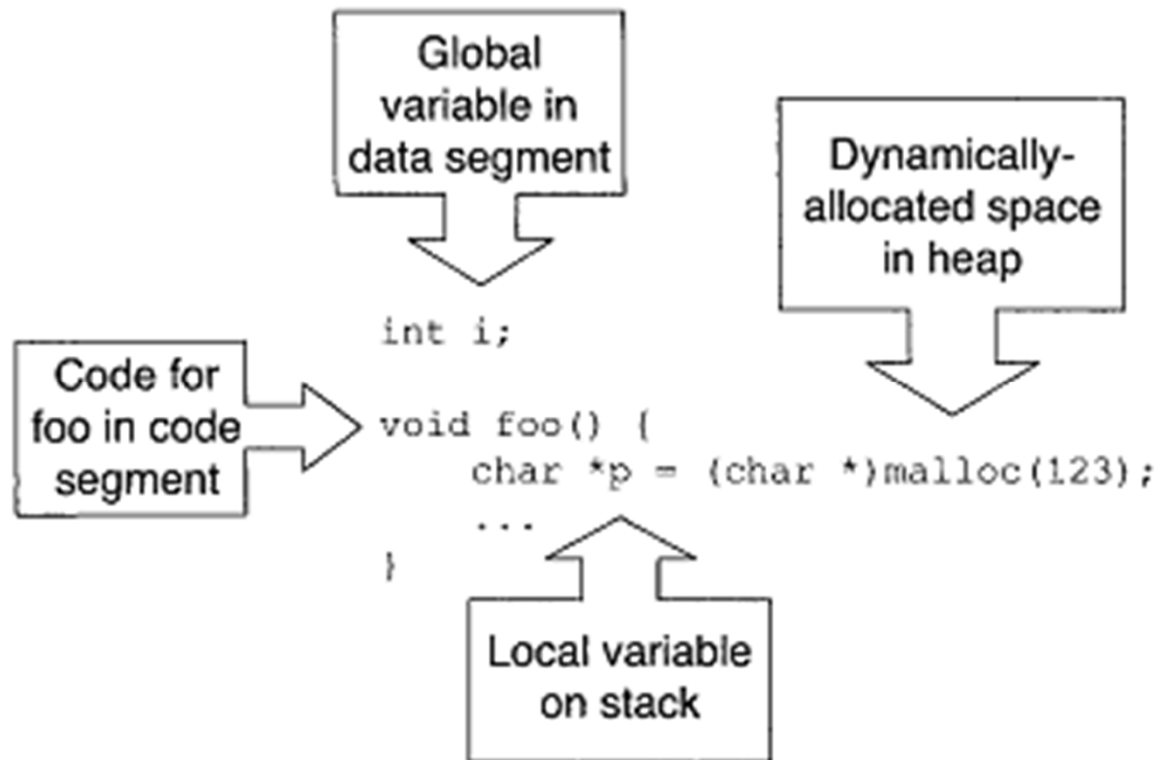 Global
variable in
data segment
Dynamically-
allocated space
in heap
int i;
Code for
foo in code
segment
void foo() {
char *p = (char *)malloc(123);
...
}
Local variable
on stack